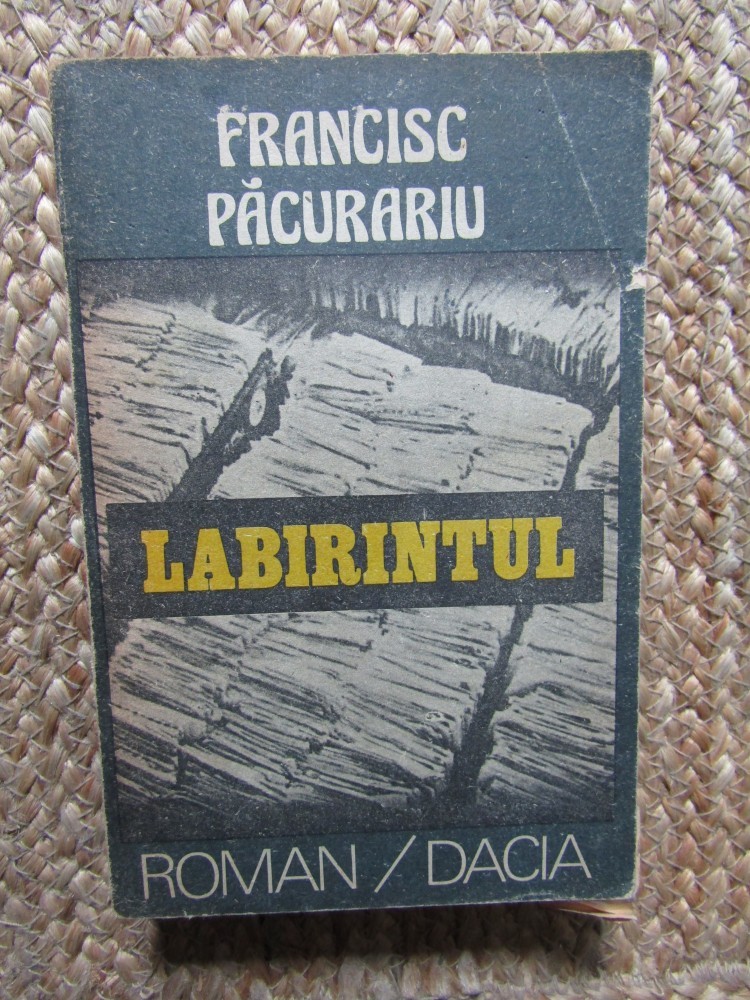 FRANCISC
PĂCURARIU
LABIRINTUL
ROMAN / DACIA